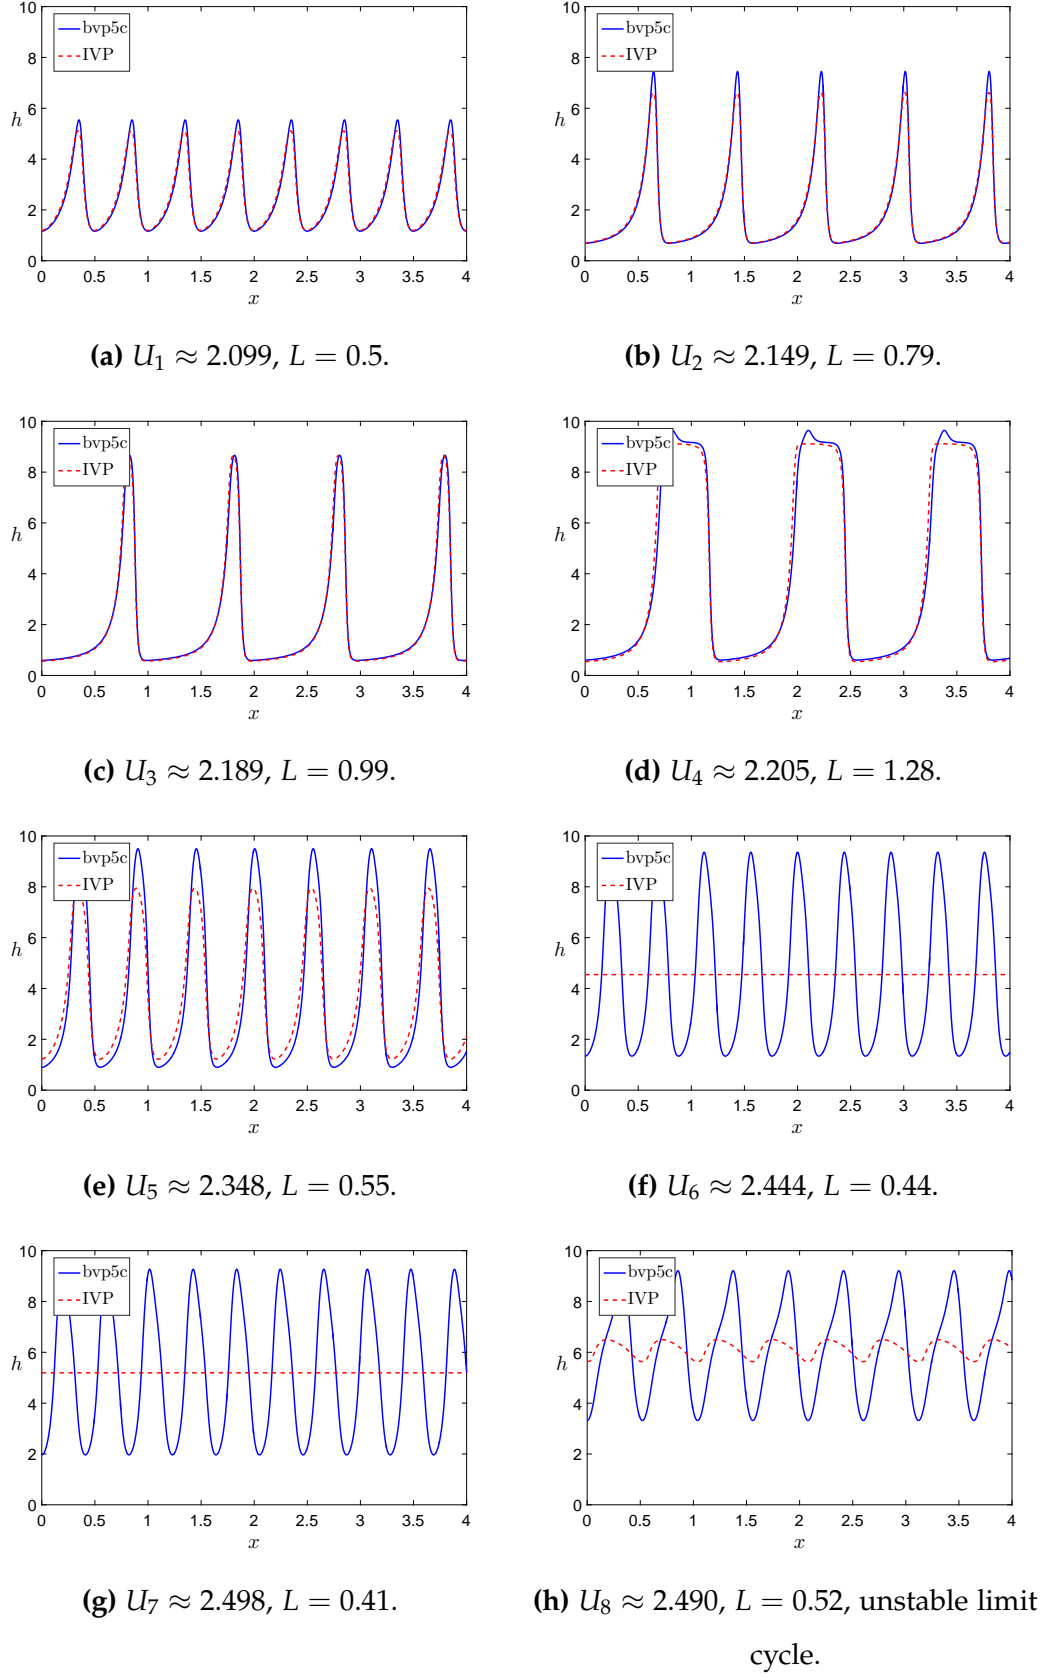 bvp5c
IVP
10
8
6
4
2
0
h
0 0.5 1 1.5 2 2.5 3 3.5 4
x
(a) U1 ≈ 2.099, L = 0.5.
bvp5c
IVP
10
8
6
4
2
0
h
0 0.5 1 1.5 2 2.5 3 3.5 4
x
(b) U2 ≈ 2.149, L = 0.79.
bvp5c
IVP
10
8
6
4
2
0
h
0 0.5 1 1.5 2 2.5 3 3.5 4
x
(c) U3 ≈ 2.189, L = 0.99.
bvp5c
IVP
10
8
6
4
2
0
h
0 0.5 1 1.5 2 2.5 3 3.5 4
x
(d) U4 ≈ 2.205, L = 1.28.
bvp5c
IVP
10
8
6
4
2
0
h
0 0.5 1 1.5 2 2.5 3 3.5 4
x
(e) U5 ≈ 2.348, L = 0.55.
bvp5c
IVP
10
8
6
4
2
0
h
0 0.5 1 1.5 2 2.5 3 3.5 4
x
(f) U6 ≈ 2.444, L = 0.44.
bvp5c
IVP
10
8
6
4
2
0
h
0 0.5 1 1.5 2 2.5 3 3.5 4
x
(g) U7 ≈ 2.498, L = 0.41.
bvp5c
IVP
10
8
6
4
2
0
h
0 0.5 1 1.5 2 2.5 3 3.5 4
x
(h) U8 ≈ 2.490, L = 0.52, unstable limit
cycle.